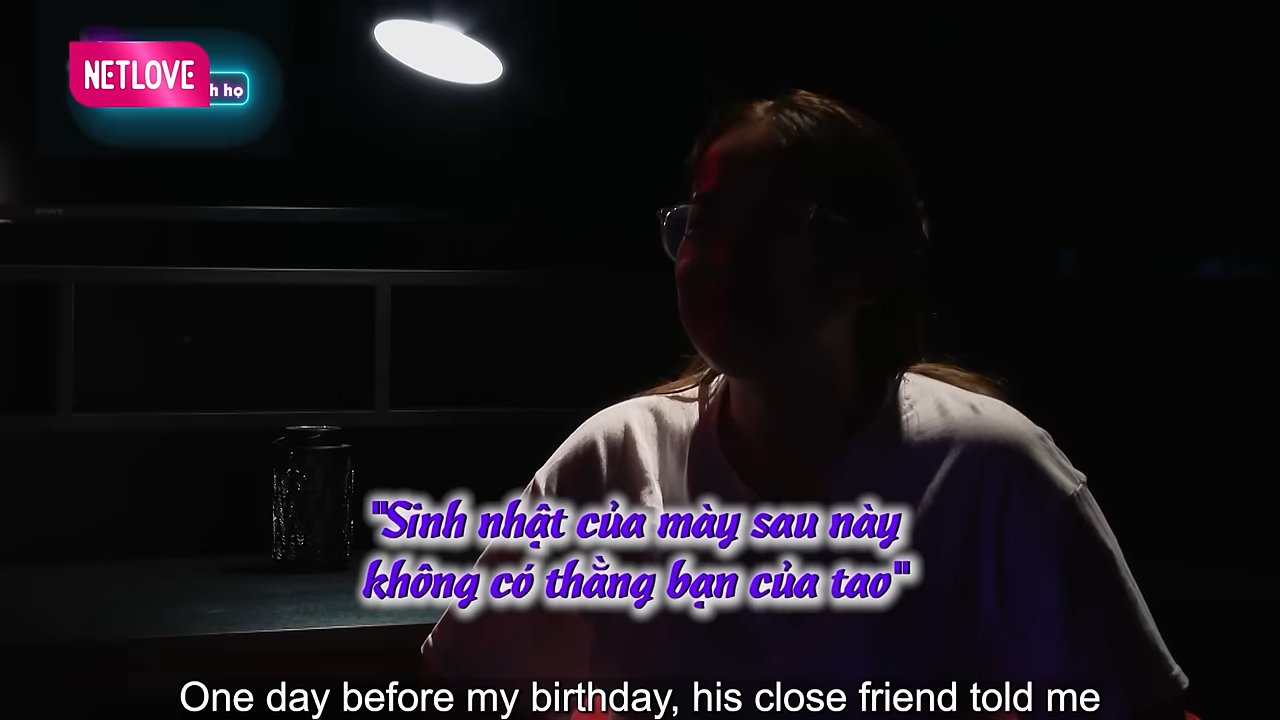 NETLOVE
h họ
SONY
"Sinh nhật của mày sau này
không có thằng bạn của tao"
One day before my birthday, his close friend told me